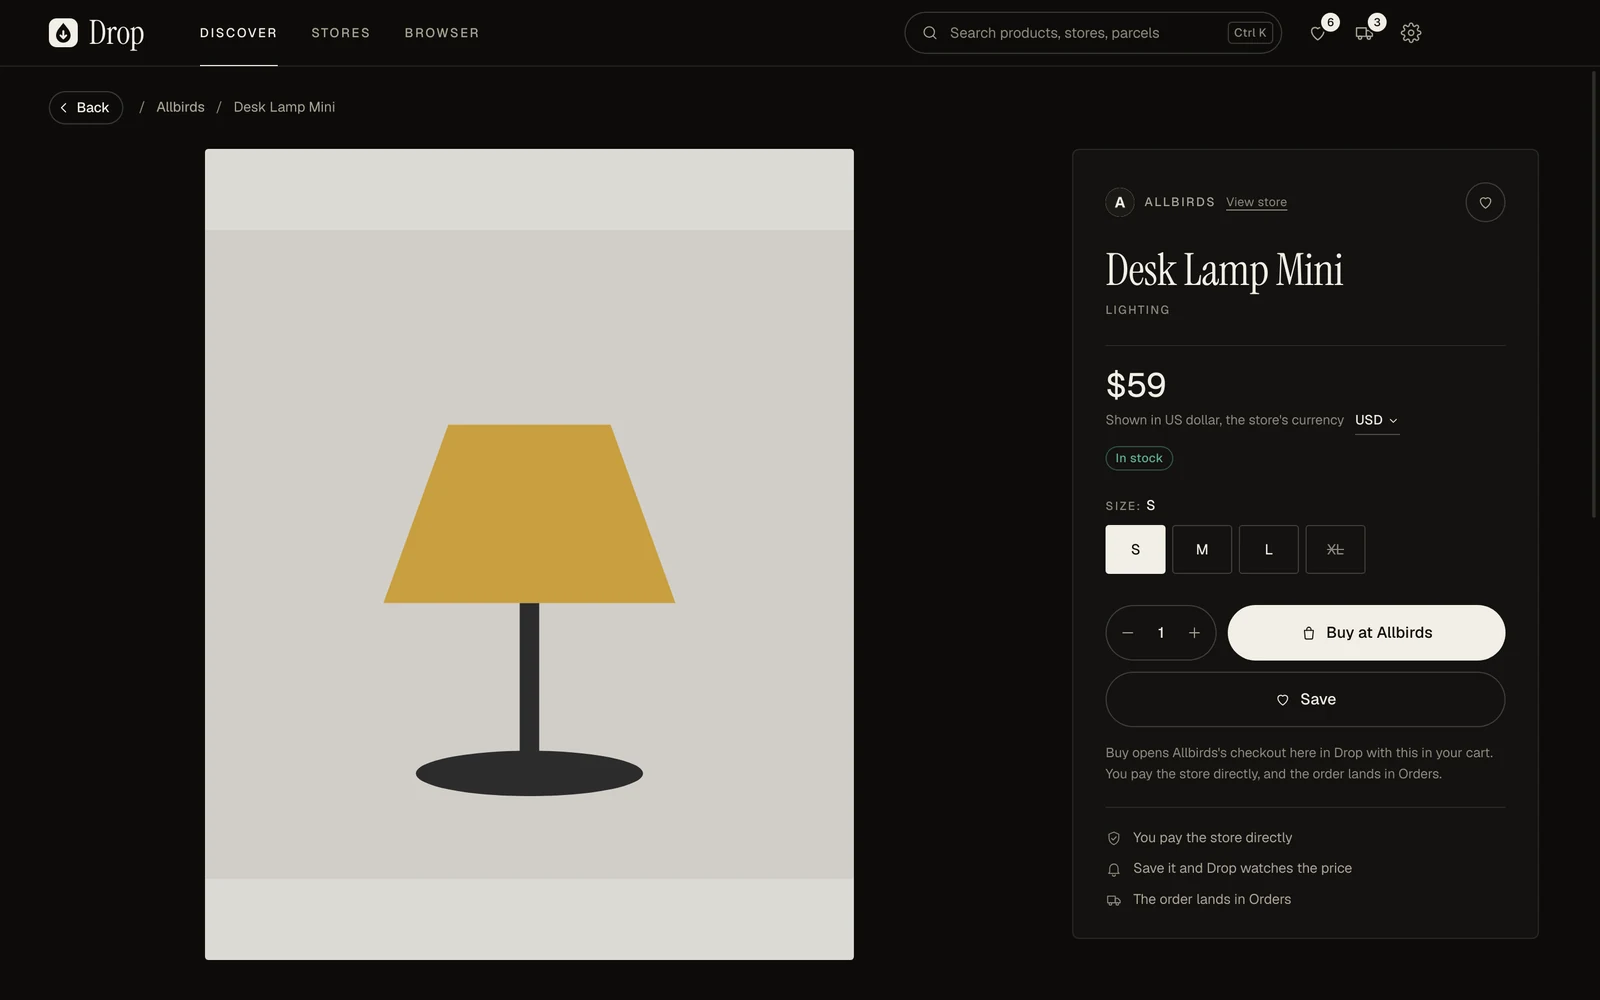 Drop
DISCOVER STORES BROWSER
Search products, stores, parcels Ctrl K
6 3
Back / Allbirds / Desk Lamp Mini
A ALLBIRDS View store
Desk Lamp Mini
LIGHTING
$59
Shown in US dollar, the store's currency USD
In stock
SIZE: S
S M L XL
− 1 + Buy at Allbirds
Save
Buy opens Allbirds's checkout here in Drop with this in your cart.
You pay the store directly, and the order lands in Orders.
You pay the store directly
Save it and Drop watches the price
The order lands in Orders